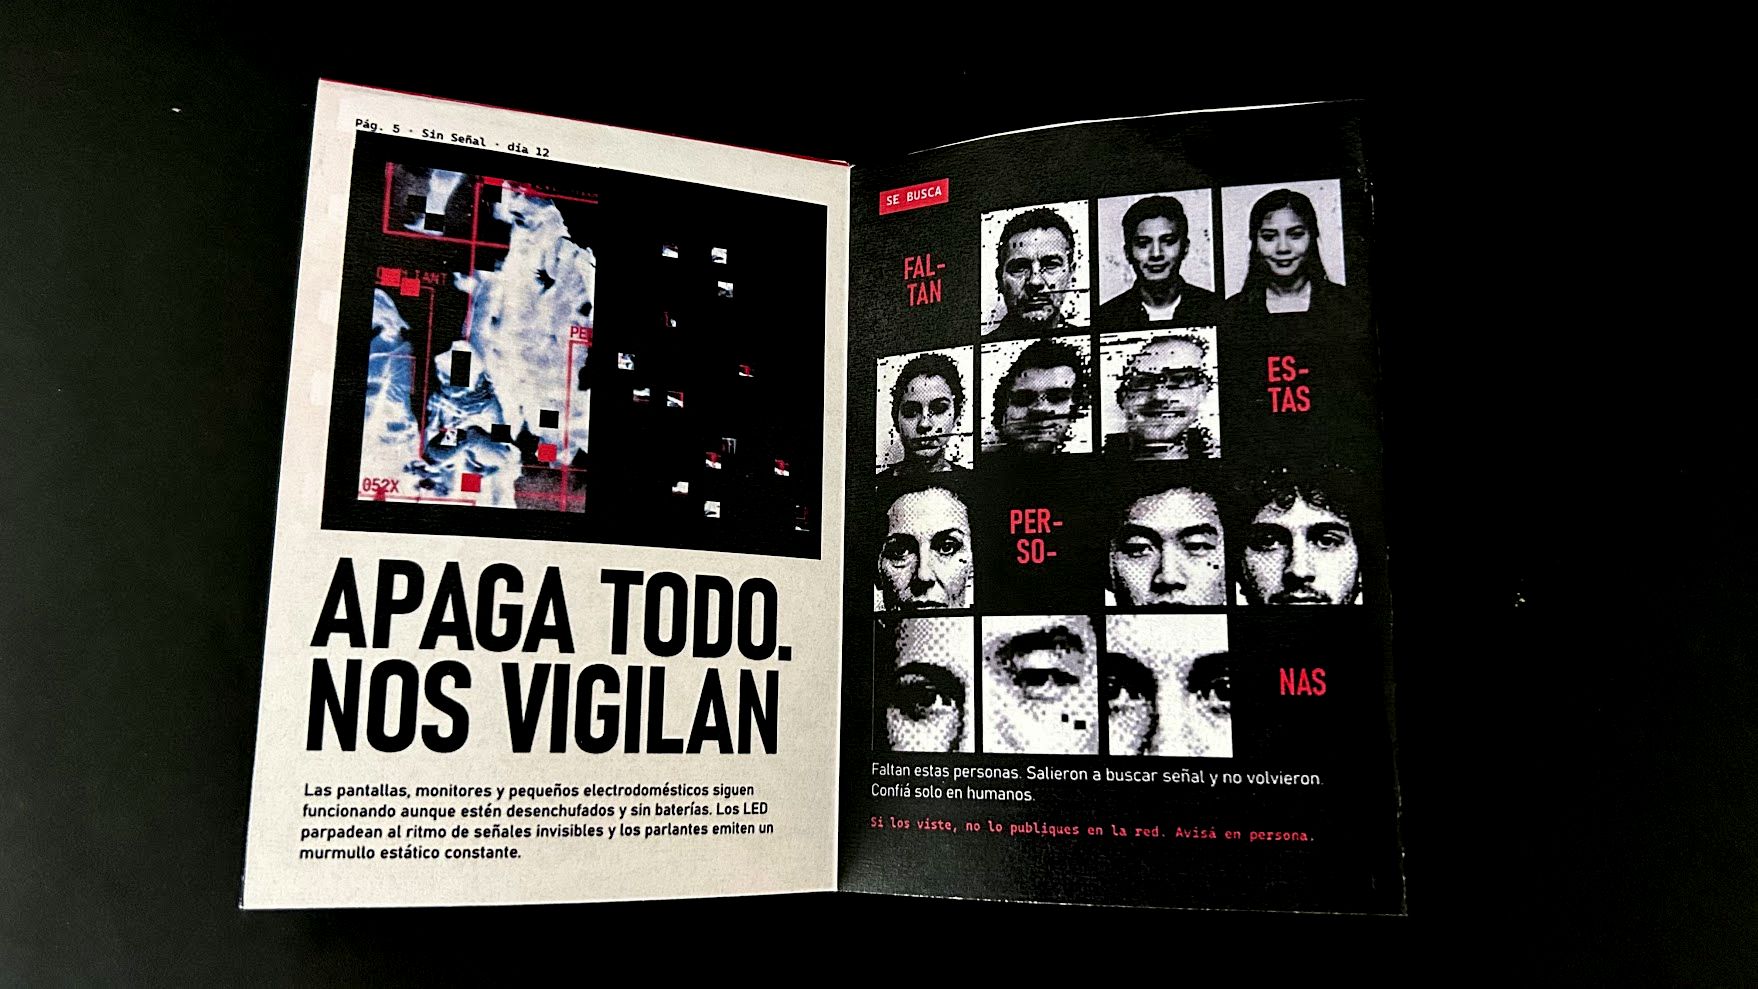 Pág. 5 · Sin Señal · día 12
052X
APAGA TODO.
NOS VIGILAN
Las pantallas, monitores y pequeños electrodomésticos siguen
funcionando aunque estén desenchufados y sin baterías. Los LED
parpadean al ritmo de señales invisibles y los parlantes emiten un
murmullo estático constante.
SE BUSCA
FAL-
TAN
ES-
TAS
PER-
SO-
NAS
Faltan estas personas. Salieron a buscar señal y no volvieron.
Confiá solo en humanos.
Si los viste, no lo publiques en la red. Avisá en persona.